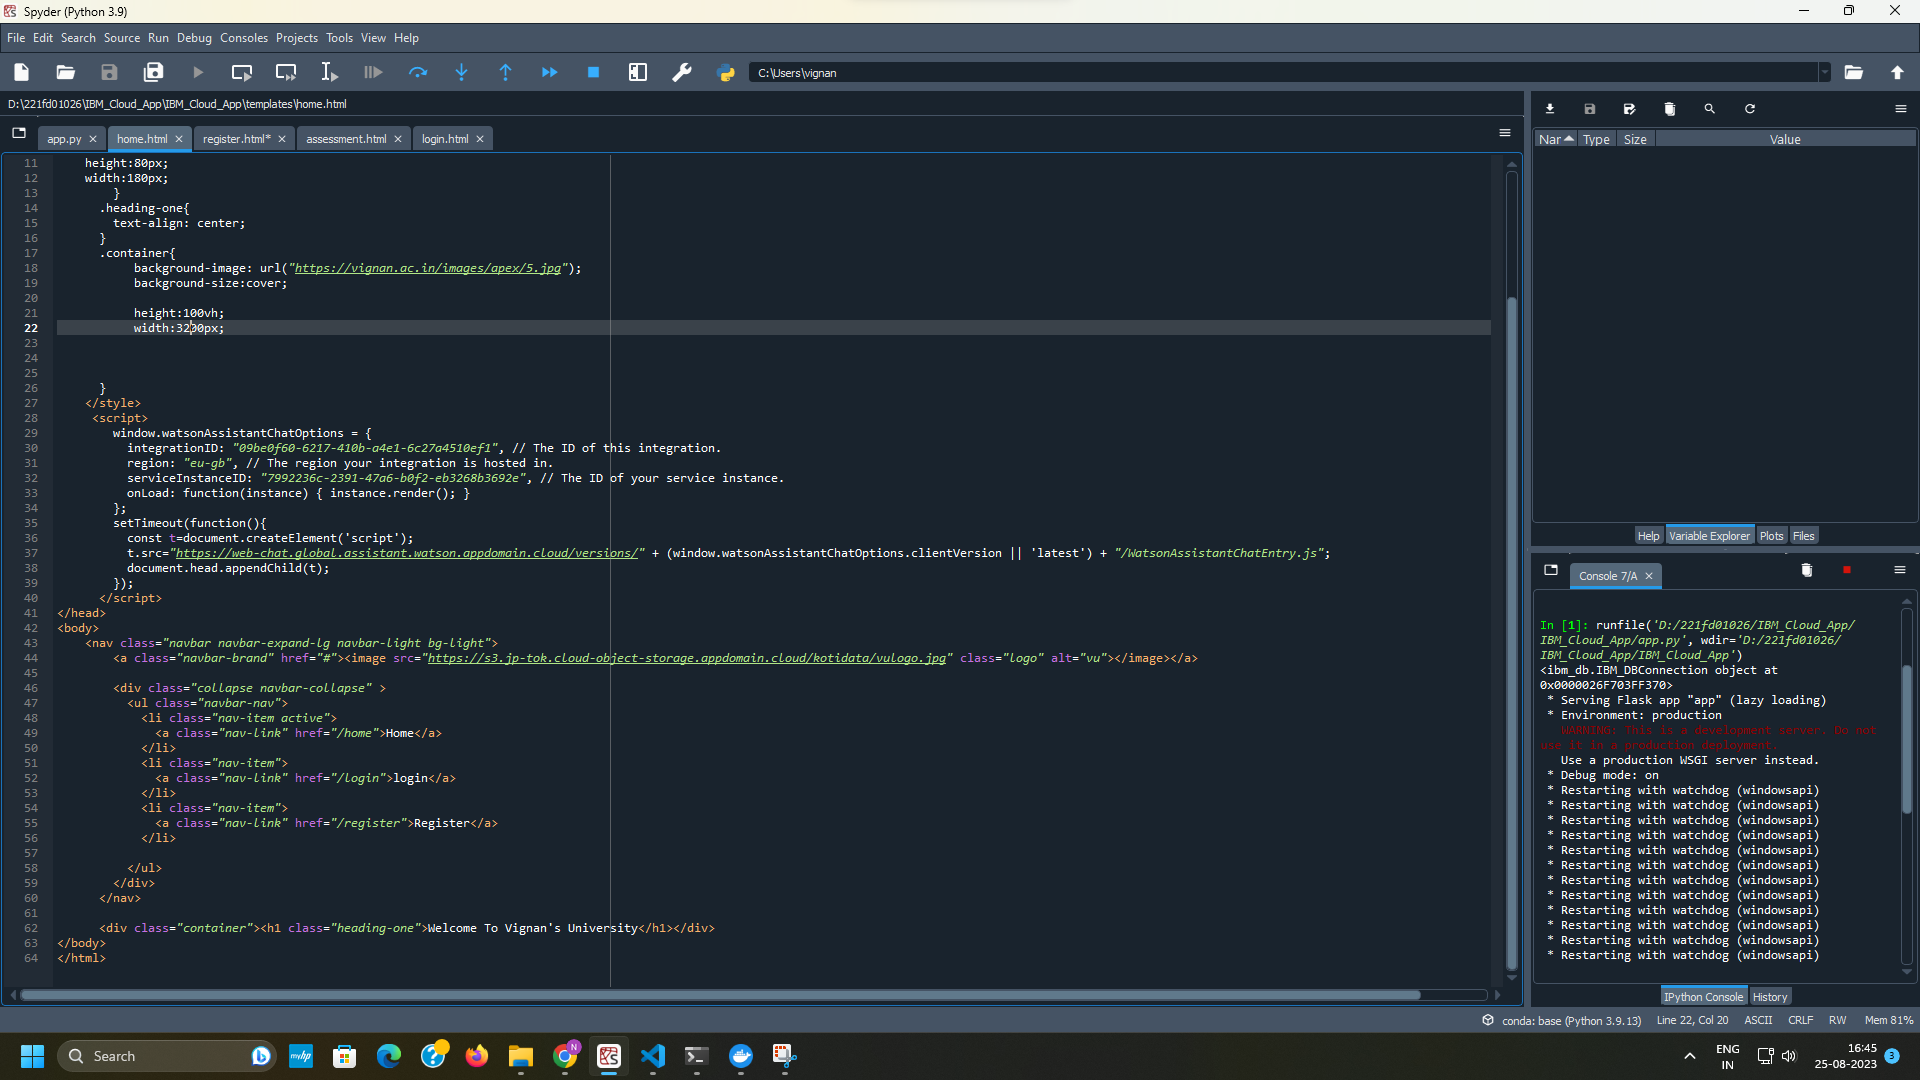 Spyder (Python 3.9)
File Edit Search Source Run Debug Consoles Projects Tools View Help
C:\Users\vignan
D:\221fd01026\IBM_Cloud_App\IBM_Cloud_App\templates\home.html
app.py home.html register.html* assessment.html login.html
11 height:80px;
12 width:180px;
13 }
14 .heading-one{
15 text-align: center;
16 }
17 .container{
18 background-image: url("https://vignan.ac.in/images/apex/5.jpg");
19 background-size:cover;
20
21 height:100vh;
22 width:3200px;
23
24
25
26 }
27 </style>
28 <script>
29 window.watsonAssistantChatOptions = {
30 integrationID: "09be0f60-6217-410b-a4e1-6c27a4510ef1", // The ID of this integration.
31 region: "eu-gb", // The region your integration is hosted in.
32 serviceInstanceID: "7992236c-2391-47a6-b0f2-eb3268b3692e", // The ID of your service instance.
33 onLoad: function(instance) { instance.render(); }
34 };
35 setTimeout(function(){
36 const t=document.createElement('script');
37 t.src="https://web-chat.global.assistant.watson.appdomain.cloud/versions/" + (window.watsonAssistantChatOptions.clientVersion || 'latest') + "/WatsonAssistantChatEntry.js";
38 document.head.appendChild(t);
39 });
40 </script>
41 </head>
42 <body>
43 <nav class="navbar navbar-expand-lg navbar-light bg-light">
44 <a class="navbar-brand" href="#"><image src="https://s3.jp-tok.cloud-object-storage.appdomain.cloud/kotidata/vulogo.jpg" class="logo" alt="vu"></image></a>
45
46 <div class="collapse navbar-collapse" >
47 <ul class="navbar-nav">
48 <li class="nav-item active">
49 <a class="nav-link" href="/home">Home</a>
50 </li>
51 <li class="nav-item">
52 <a class="nav-link" href="/login">login</a>
53 </li>
54 <li class="nav-item">
55 <a class="nav-link" href="/register">Register</a>
56 </li>
57
58 </ul>
59 </div>
60 </nav>
61
62 <div class="container"><h1 class="heading-one">Welcome To Vignan's University</h1></div>
63 </body>
64 </html>
Nar Type Size Value
Help Variable Explorer Plots Files
Console 7/A
In [1]: runfile('D:/221fd01026/IBM_Cloud_App/
IBM_Cloud_App/app.py', wdir='D:/221fd01026/
IBM_Cloud_App/IBM_Cloud_App')
<ibm_db.IBM_DBConnection object at
0x0000026F703FF370>
* Serving Flask app "app" (lazy loading)
* Environment: production
WARNING: This is a development server. Do not
use it in a production deployment.
Use a production WSGI server instead.
* Debug mode: on
* Restarting with watchdog (windowsapi)
* Restarting with watchdog (windowsapi)
* Restarting with watchdog (windowsapi)
* Restarting with watchdog (windowsapi)
* Restarting with watchdog (windowsapi)
* Restarting with watchdog (windowsapi)
* Restarting with watchdog (windowsapi)
* Restarting with watchdog (windowsapi)
* Restarting with watchdog (windowsapi)
* Restarting with watchdog (windowsapi)
* Restarting with watchdog (windowsapi)
* Restarting with watchdog (windowsapi)
IPython Console History
conda: base (Python 3.9.13) Line 22, Col 20 ASCII CRLF RW Mem 81%
Search
myhp
N
ENG
IN
16:45
25-08-2023
3